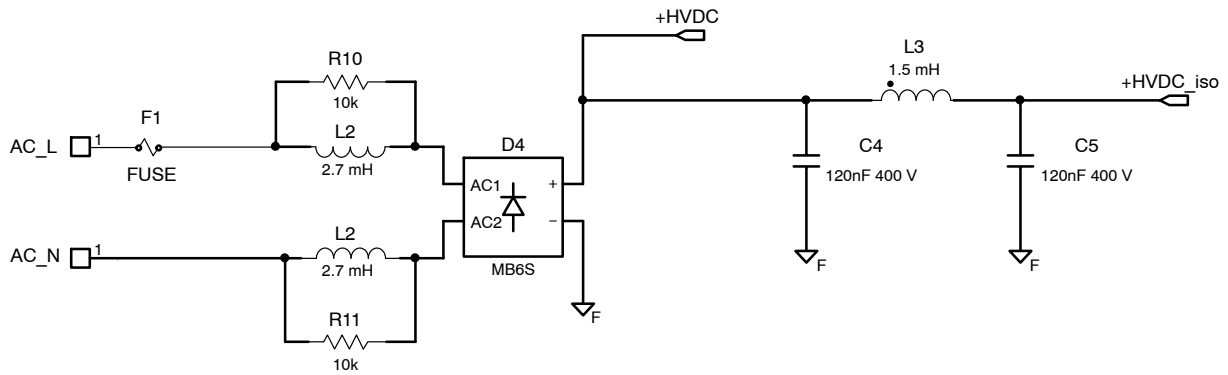 +HVDC
R10
10k
L3
1.5 mH
+HVDC_iso
F1
AC_L 1
FUSE
L2
2.7 mH
D4
AC1 +
AC2 −
MB6S
C4
120nF 400 V
C5
120nF 400 V
AC_N 1
L2
2.7 mH
F
F
F
R11
10k